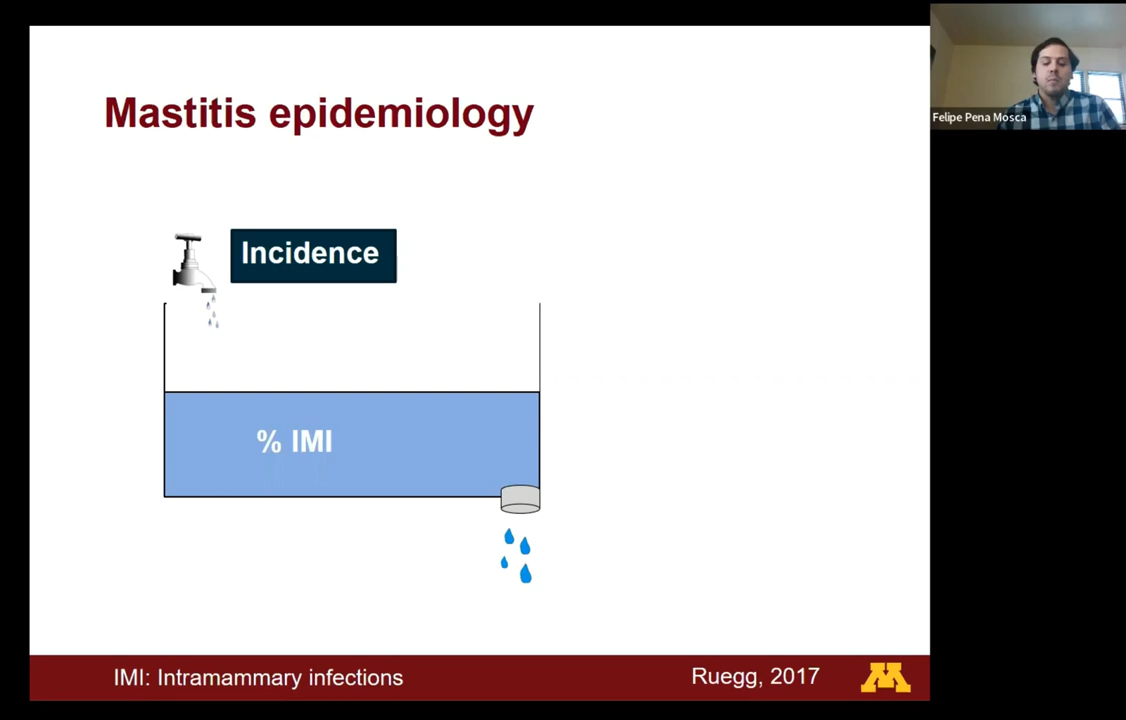 Mastitis epidemiology
Felipe Pena Mosca
Incidence
% IMI
IMI: Intramammary infections
Ruegg, 2017
M